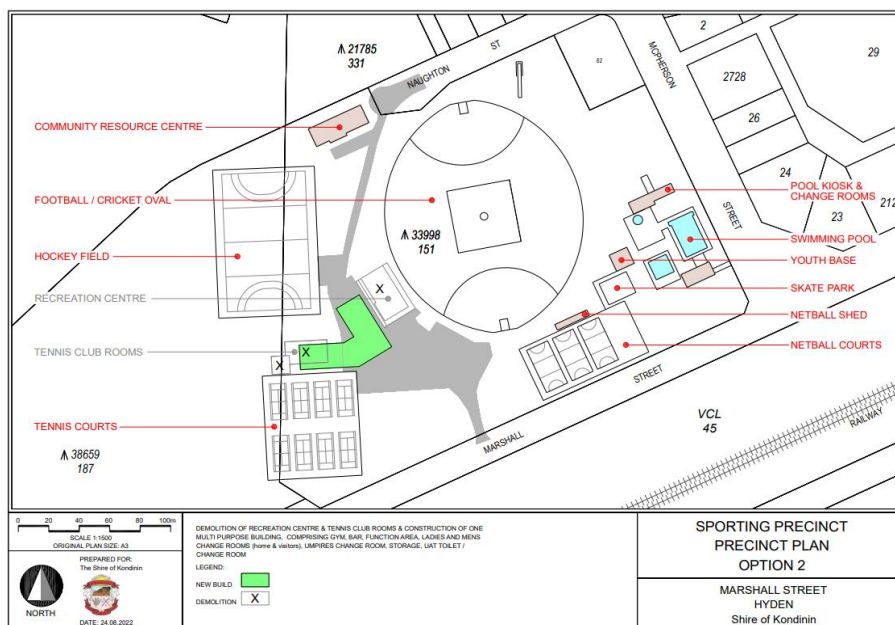 21785
331
NAUGHTON
ST
2
29
62
MCPHERSON
2728
COMMUNITY RESOURCE CENTRE
26
24
POOL KIOSK &
CHANGE ROOMS
FOOTBALL / CRICKET OVAL
23
212
STREET
33998
151
SWIMMING POOL
HOCKEY FIELD
YOUTH BASE
RECREATION CENTRE
X
SKATE PARK
NETBALL SHED
TENNIS CLUB ROOMS
X
X
NETBALL COURTS
STREET
VCL
45
RAILWAY
TENNIS COURTS
MARSHALL
38659
187
0 20 40 60 80 100m
SCALE 1:1500
ORIGINAL PLAN SIZE: A3
PREPARED FOR:
The Shire of Kondinin
NORTH
DATE: 24.08.2022
DEMOLITION OF RECREATION CENTRE & TENNIS CLUB ROOMS & CONSTRUCTION OF ONE
MULTI PURPOSE BUILDING, COMPRISING GYM, BAR, FUNCTION AREA, LADIES AND MENS
CHANGE ROOMS (home & visitors), UMPIRES CHANGE ROOM, STORAGE, UAT TOILET /
CHANGE ROOM
LEGEND:
NEW BUILD
DEMOLITION X
SPORTING PRECINCT
PRECINCT PLAN
OPTION 2
MARSHALL STREET
HYDEN
Shire of Kondinin